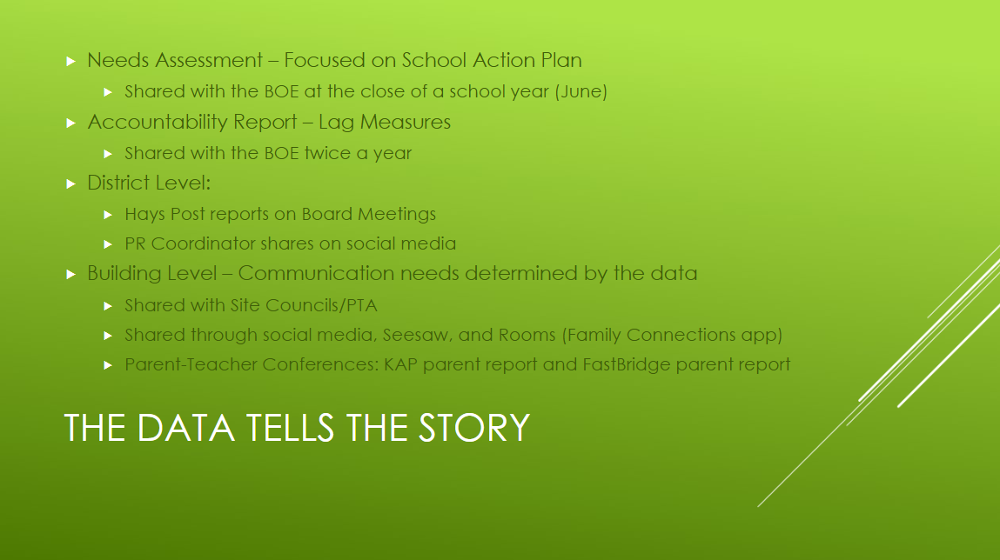 Needs Assessment – Focused on School Action Plan
Shared with the BOE at the close of a school year (June)
Accountability Report – Lag Measures
Shared with the BOE twice a year
District Level:
Hays Post reports on Board Meetings
PR Coordinator shares on social media
Building Level – Communication needs determined by the data
Shared with Site Councils/PTA
Shared through social media, Seesaw, and Rooms (Family Connections app)
Parent-Teacher Conferences: KAP parent report and FastBridge parent report
THE DATA TELLS THE STORY